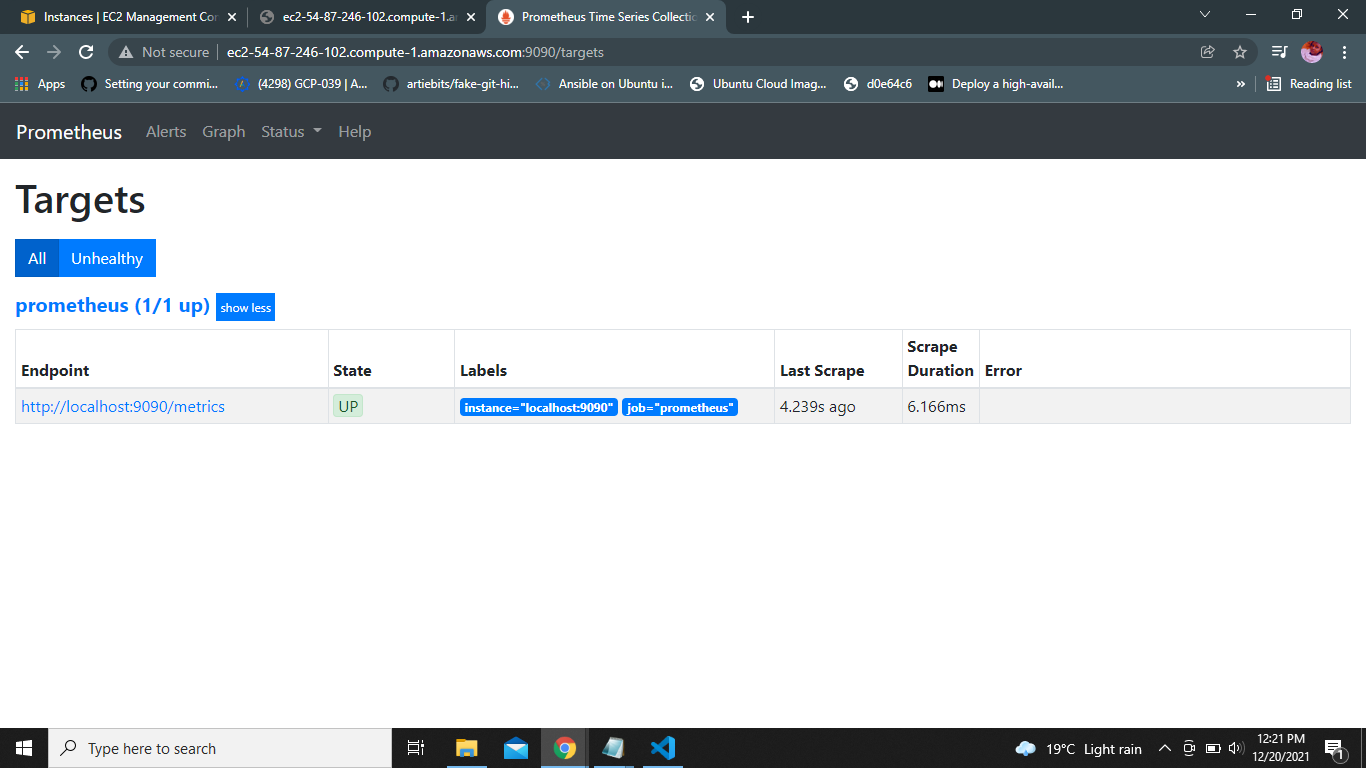 Instances | EC2 Management Con
ec2-54-87-246-102.compute-1.am
Prometheus Time Series Collectio
Not secure
ec2-54-87-246-102.compute-1.amazonaws.com:9090/targets
Apps
Setting your commi...
(4298) GCP-039 | A...
artiebits/fake-git-hi...
Ansible on Ubuntu i...
Ubuntu Cloud Imag...
d0e64c6
Deploy a high-avail...
»
Reading list
Prometheus
Alerts
Graph
Status
Help
Targets
All
Unhealthy
prometheus (1/1 up)
show less
Endpoint
State
Labels
Last Scrape
Scrape
Duration
Error
http://localhost:9090/metrics
UP
instance="localhost:9090"
job="prometheus"
4.239s ago
6.166ms
Type here to search
19°C Light rain
12:21 PM
12/20/2021
1